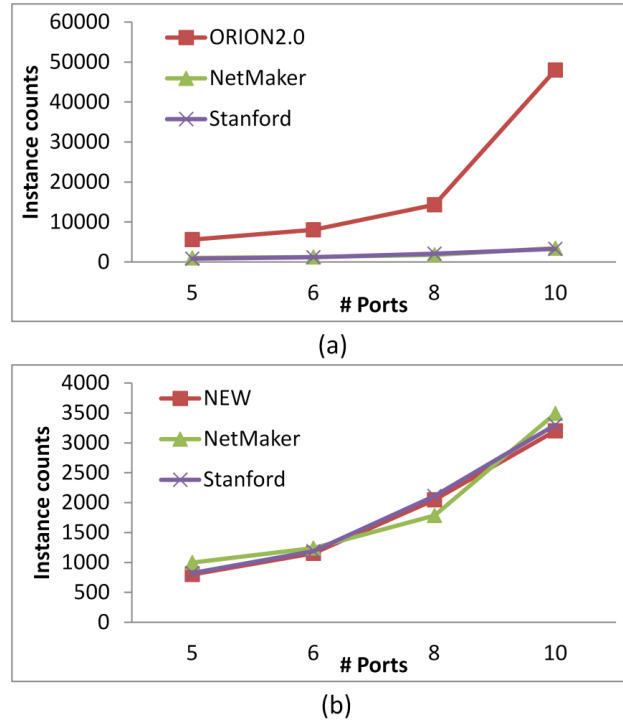 60000
50000
40000
30000
20000
10000
0
Instance counts
ORION2.0
NetMaker
Stanford
5 6 8 10
# Ports
(a)
4000
3500
3000
2500
2000
1500
1000
500
0
Instance counts
NEW
NetMaker
Stanford
5 6 8 10
# Ports
(b)